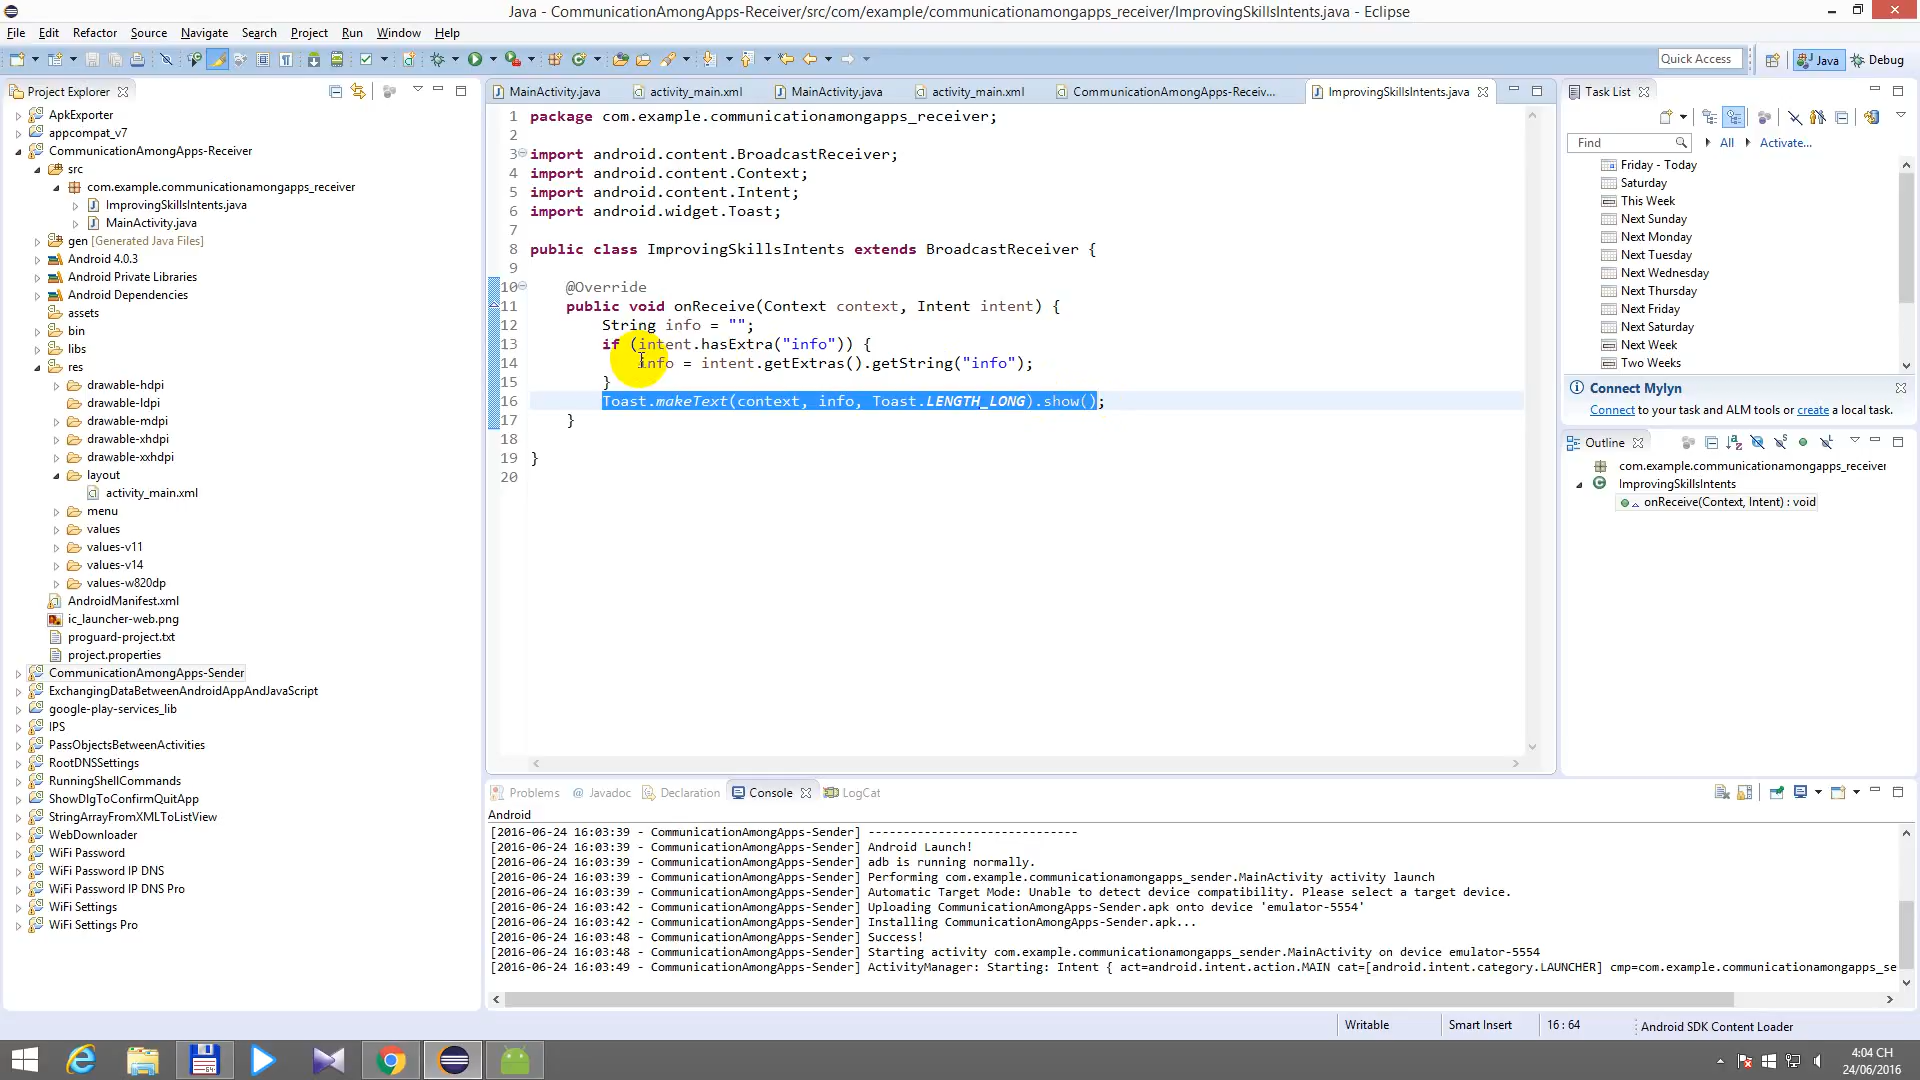 Java - CommunicationAmongApps-Receiver/src/com/example/communicationamongapps_receiver/ImprovingSkillsIntents.java - Eclipse
File Edit Refactor Source Navigate Search Project Run Window Help
Quick Access
Java
Debug
Project Explorer
ApkExporter
appcompat_v7
CommunicationAmongApps-Receiver
src
com.example.communicationamongapps_receiver
ImprovingSkillsIntents.java
MainActivity.java
gen [Generated Java Files]
Android 4.0.3
Android Private Libraries
Android Dependencies
assets
bin
libs
res
drawable-hdpi
drawable-ldpi
drawable-mdpi
drawable-xhdpi
drawable-xxhdpi
layout
activity_main.xml
menu
values
values-v11
values-v14
values-w820dp
AndroidManifest.xml
ic_launcher-web.png
proguard-project.txt
project.properties
CommunicationAmongApps-Sender
ExchangingDataBetweenAndroidAppAndJavaScript
google-play-services_lib
IPS
PassObjectsBetweenActivities
RootDNSSettings
RunningShellCommands
ShowDlgToConfirmQuitApp
StringArrayFromXMLToListView
WebDownloader
WiFi Password
WiFi Password IP DNS
WiFi Password IP DNS Pro
WiFi Settings
WiFi Settings Pro
MainActivity.java activity_main.xml MainActivity.java activity_main.xml CommunicationAmongApps-Receiv... ImprovingSkillsIntents.java
1 package com.example.communicationamongapps_receiver;
2
3 import android.content.BroadcastReceiver;
4 import android.content.Context;
5 import android.content.Intent;
6 import android.widget.Toast;
7
8 public class ImprovingSkillsIntents extends BroadcastReceiver {
9
10 @Override
11 public void onReceive(Context context, Intent intent) {
12 String info = "";
13 if (intent.hasExtra("info")) {
14 info = intent.getExtras().getString("info");
15 }
16 Toast.makeText(context, info, Toast.LENGTH_LONG).show();
17 }
18
19 }
20
Task List
Find All Activate...
Friday - Today
Saturday
This Week
Next Sunday
Next Monday
Next Tuesday
Next Wednesday
Next Thursday
Next Friday
Next Saturday
Next Week
Two Weeks
Connect Mylyn
Connect to your task and ALM tools or create a local task.
Outline
com.example.communicationamongapps_receiver
ImprovingSkillsIntents
onReceive(Context, Intent) : void
Problems @ Javadoc Declaration Console LogCat
Android
[2016-06-24 16:03:39 - CommunicationAmongApps-Sender] ------------------------------
[2016-06-24 16:03:39 - CommunicationAmongApps-Sender] Android Launch!
[2016-06-24 16:03:39 - CommunicationAmongApps-Sender] adb is running normally.
[2016-06-24 16:03:39 - CommunicationAmongApps-Sender] Performing com.example.communicationamongapps_sender.MainActivity activity launch
[2016-06-24 16:03:39 - CommunicationAmongApps-Sender] Automatic Target Mode: Unable to detect device compatibility. Please select a target device.
[2016-06-24 16:03:42 - CommunicationAmongApps-Sender] Uploading CommunicationAmongApps-Sender.apk onto device 'emulator-5554'
[2016-06-24 16:03:42 - CommunicationAmongApps-Sender] Installing CommunicationAmongApps-Sender.apk...
[2016-06-24 16:03:48 - CommunicationAmongApps-Sender] Success!
[2016-06-24 16:03:48 - CommunicationAmongApps-Sender] Starting activity com.example.communicationamongapps_sender.MainActivity on device emulator-5554
[2016-06-24 16:03:49 - CommunicationAmongApps-Sender] ActivityManager: Starting: Intent { act=android.intent.action.MAIN cat=[android.intent.category.LAUNCHER] cmp=com.example.communicationamongapps_se
Writable Smart Insert 16 : 64 Android SDK Content Loader
4:04 CH
24/06/2016